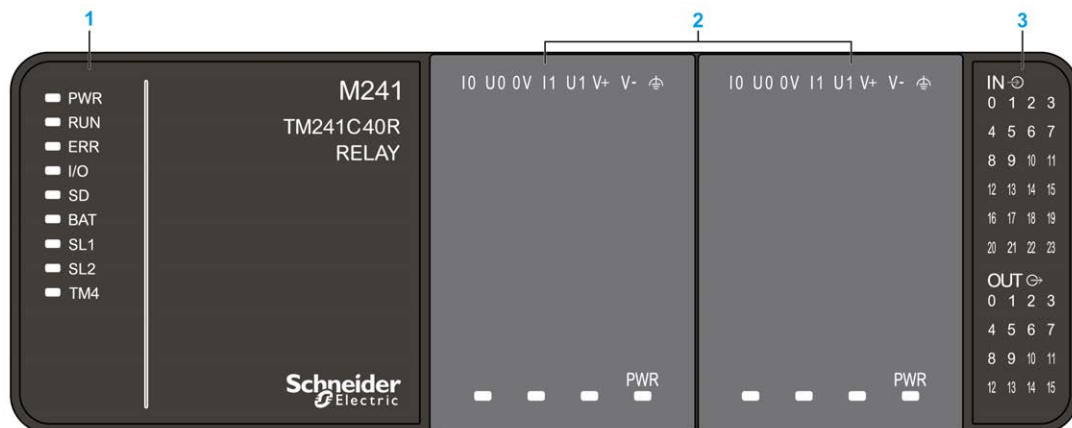 1
2
3
PWR
RUN
ERR
I/O
SD
BAT
SL1
SL2
TM4
M241
TM241C40R
RELAY
Schneider
Electric
I0 U0 0V I1 U1 V+ V-
PWR
I0 U0 0V I1 U1 V+ V-
PWR
IN
0 1 2 3
4 5 6 7
8 9 10 11
12 13 14 15
16 17 18 19
20 21 22 23
OUT
0 1 2 3
4 5 6 7
8 9 10 11
12 13 14 15